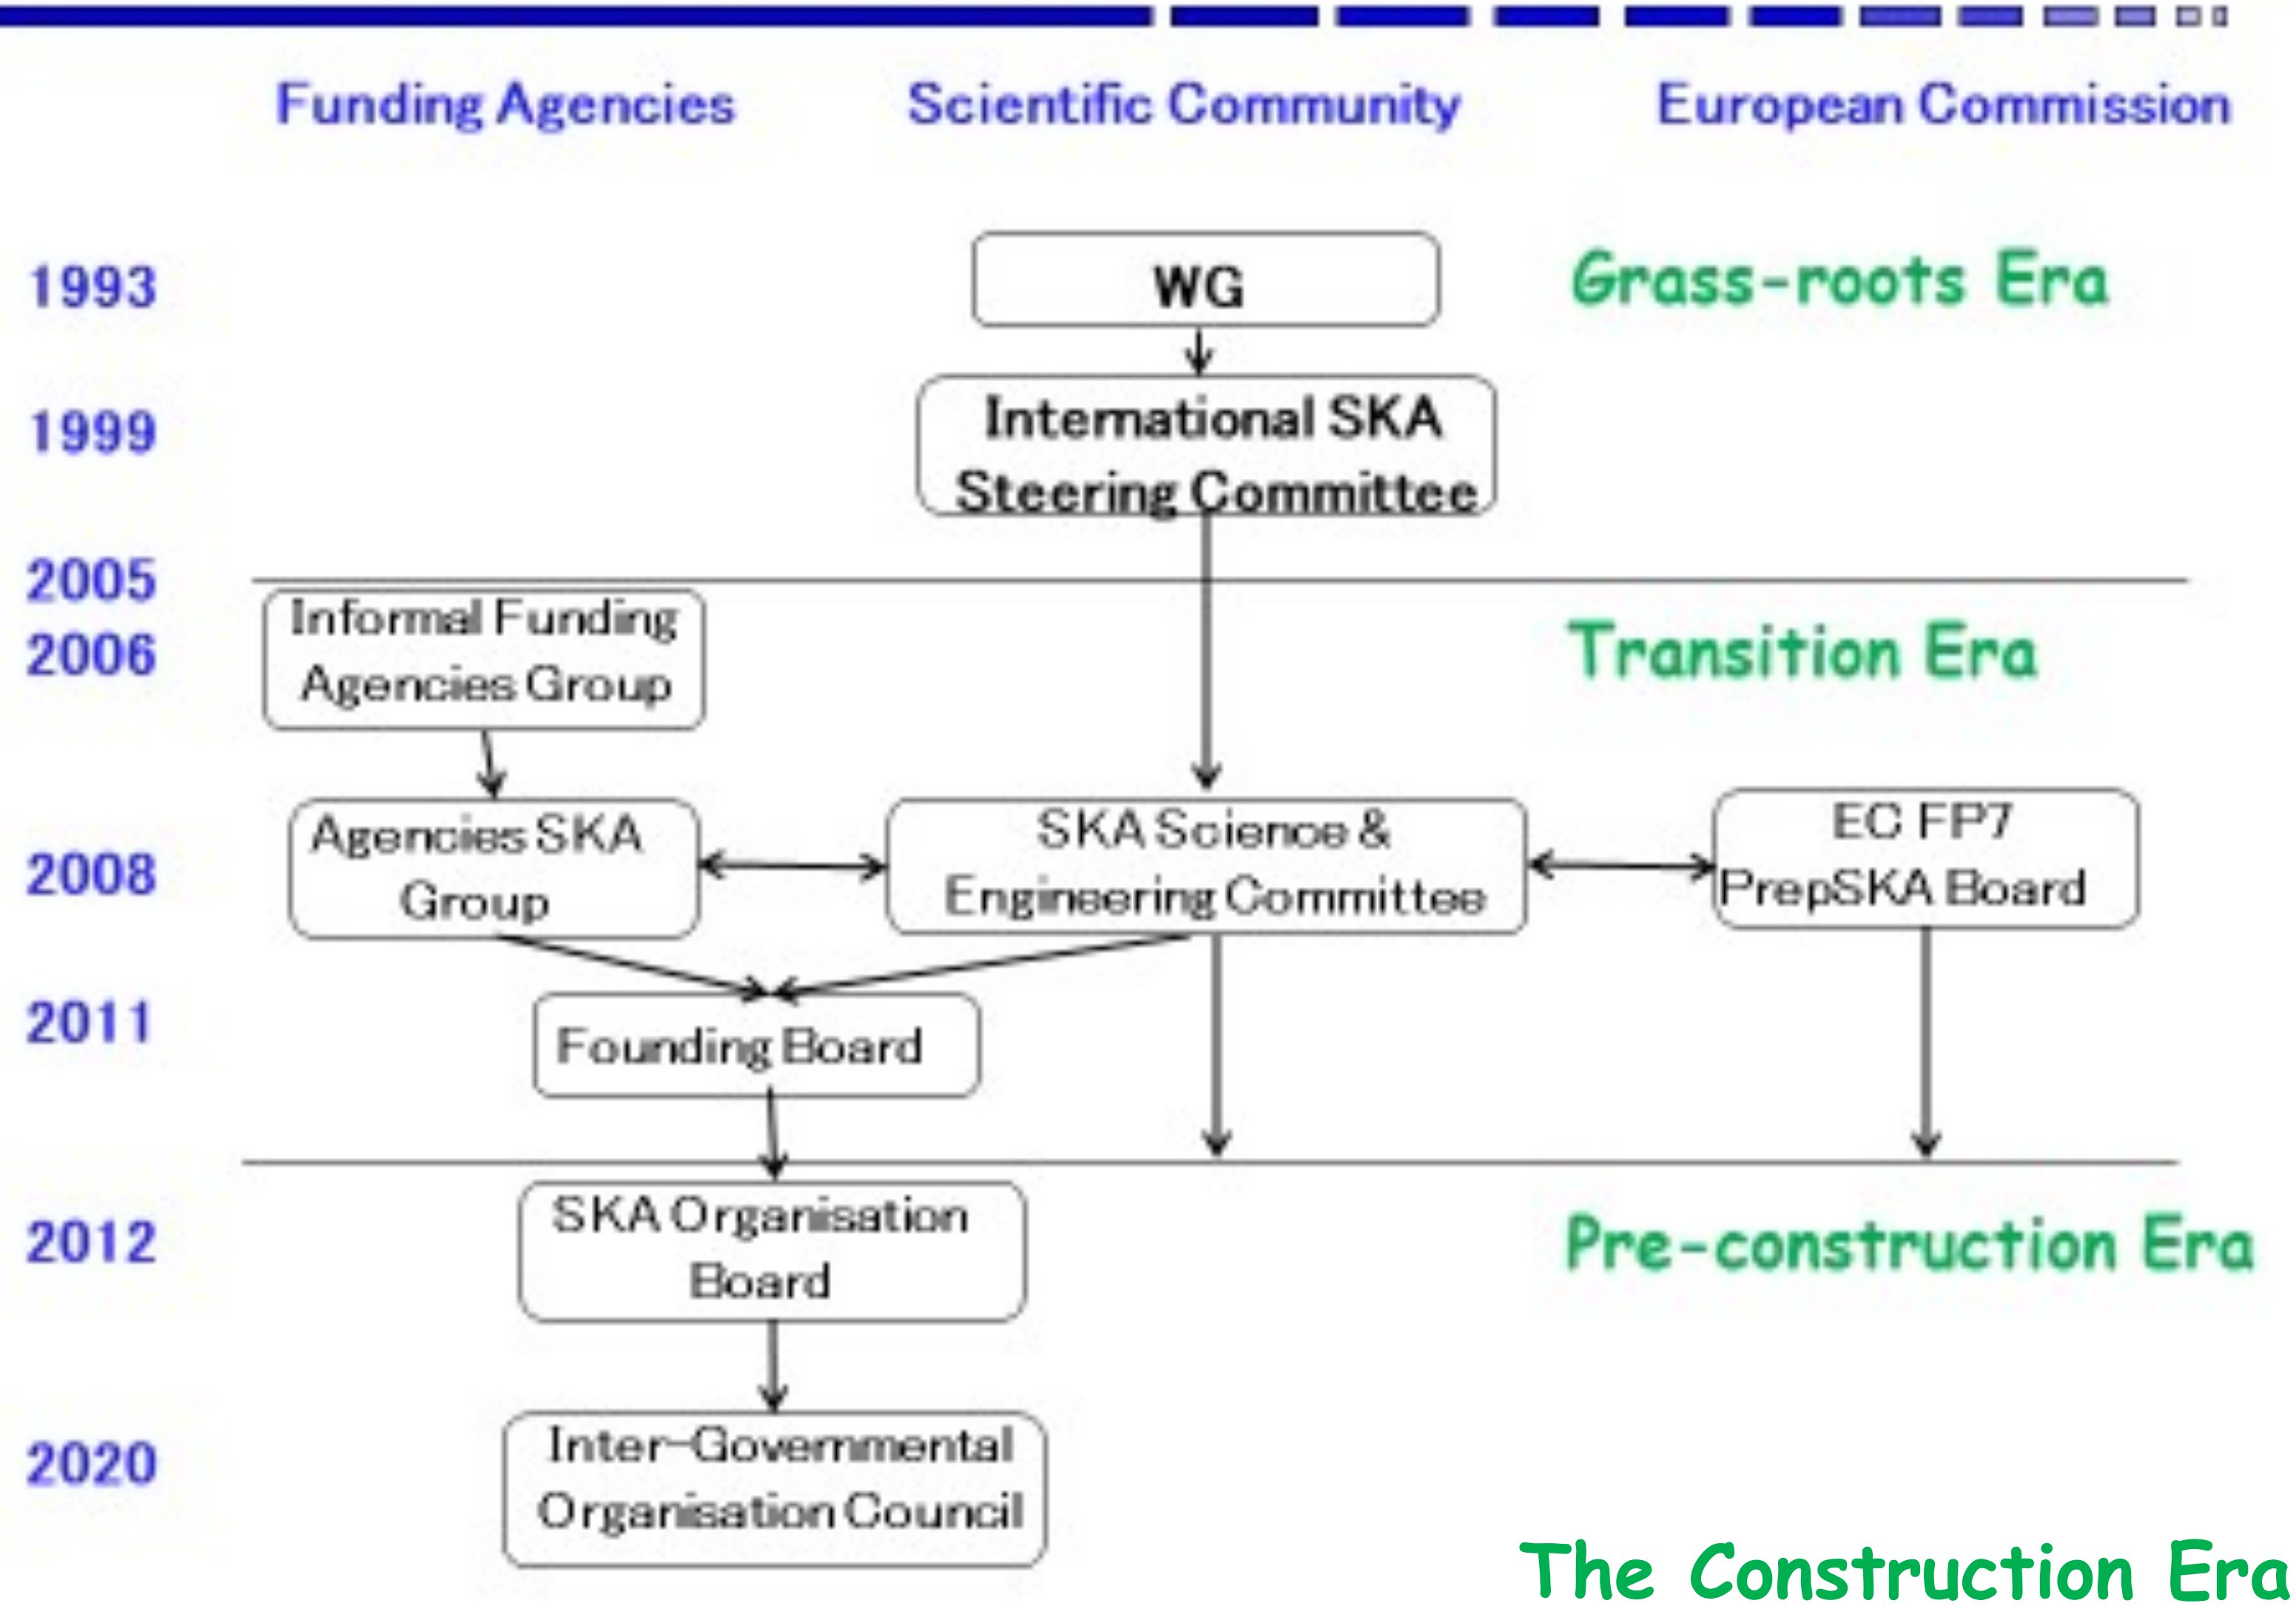 Funding Agencies
Scientific Community
European Commission
1993
WG
Grass-roots Era
1999
International SKA
Steering Committee
2005
Informal Funding
Agencies Group
2006
Transition Era
2008
Agencies SKA
Group
SKA Science &
Engineering Committee
EC FP7
PrepSKA Board
2011
Founding Board
2012
SKA Organisation
Board
Pre-construction Era
2020
Inter-Governmental
Organisation Council
The Construction Era